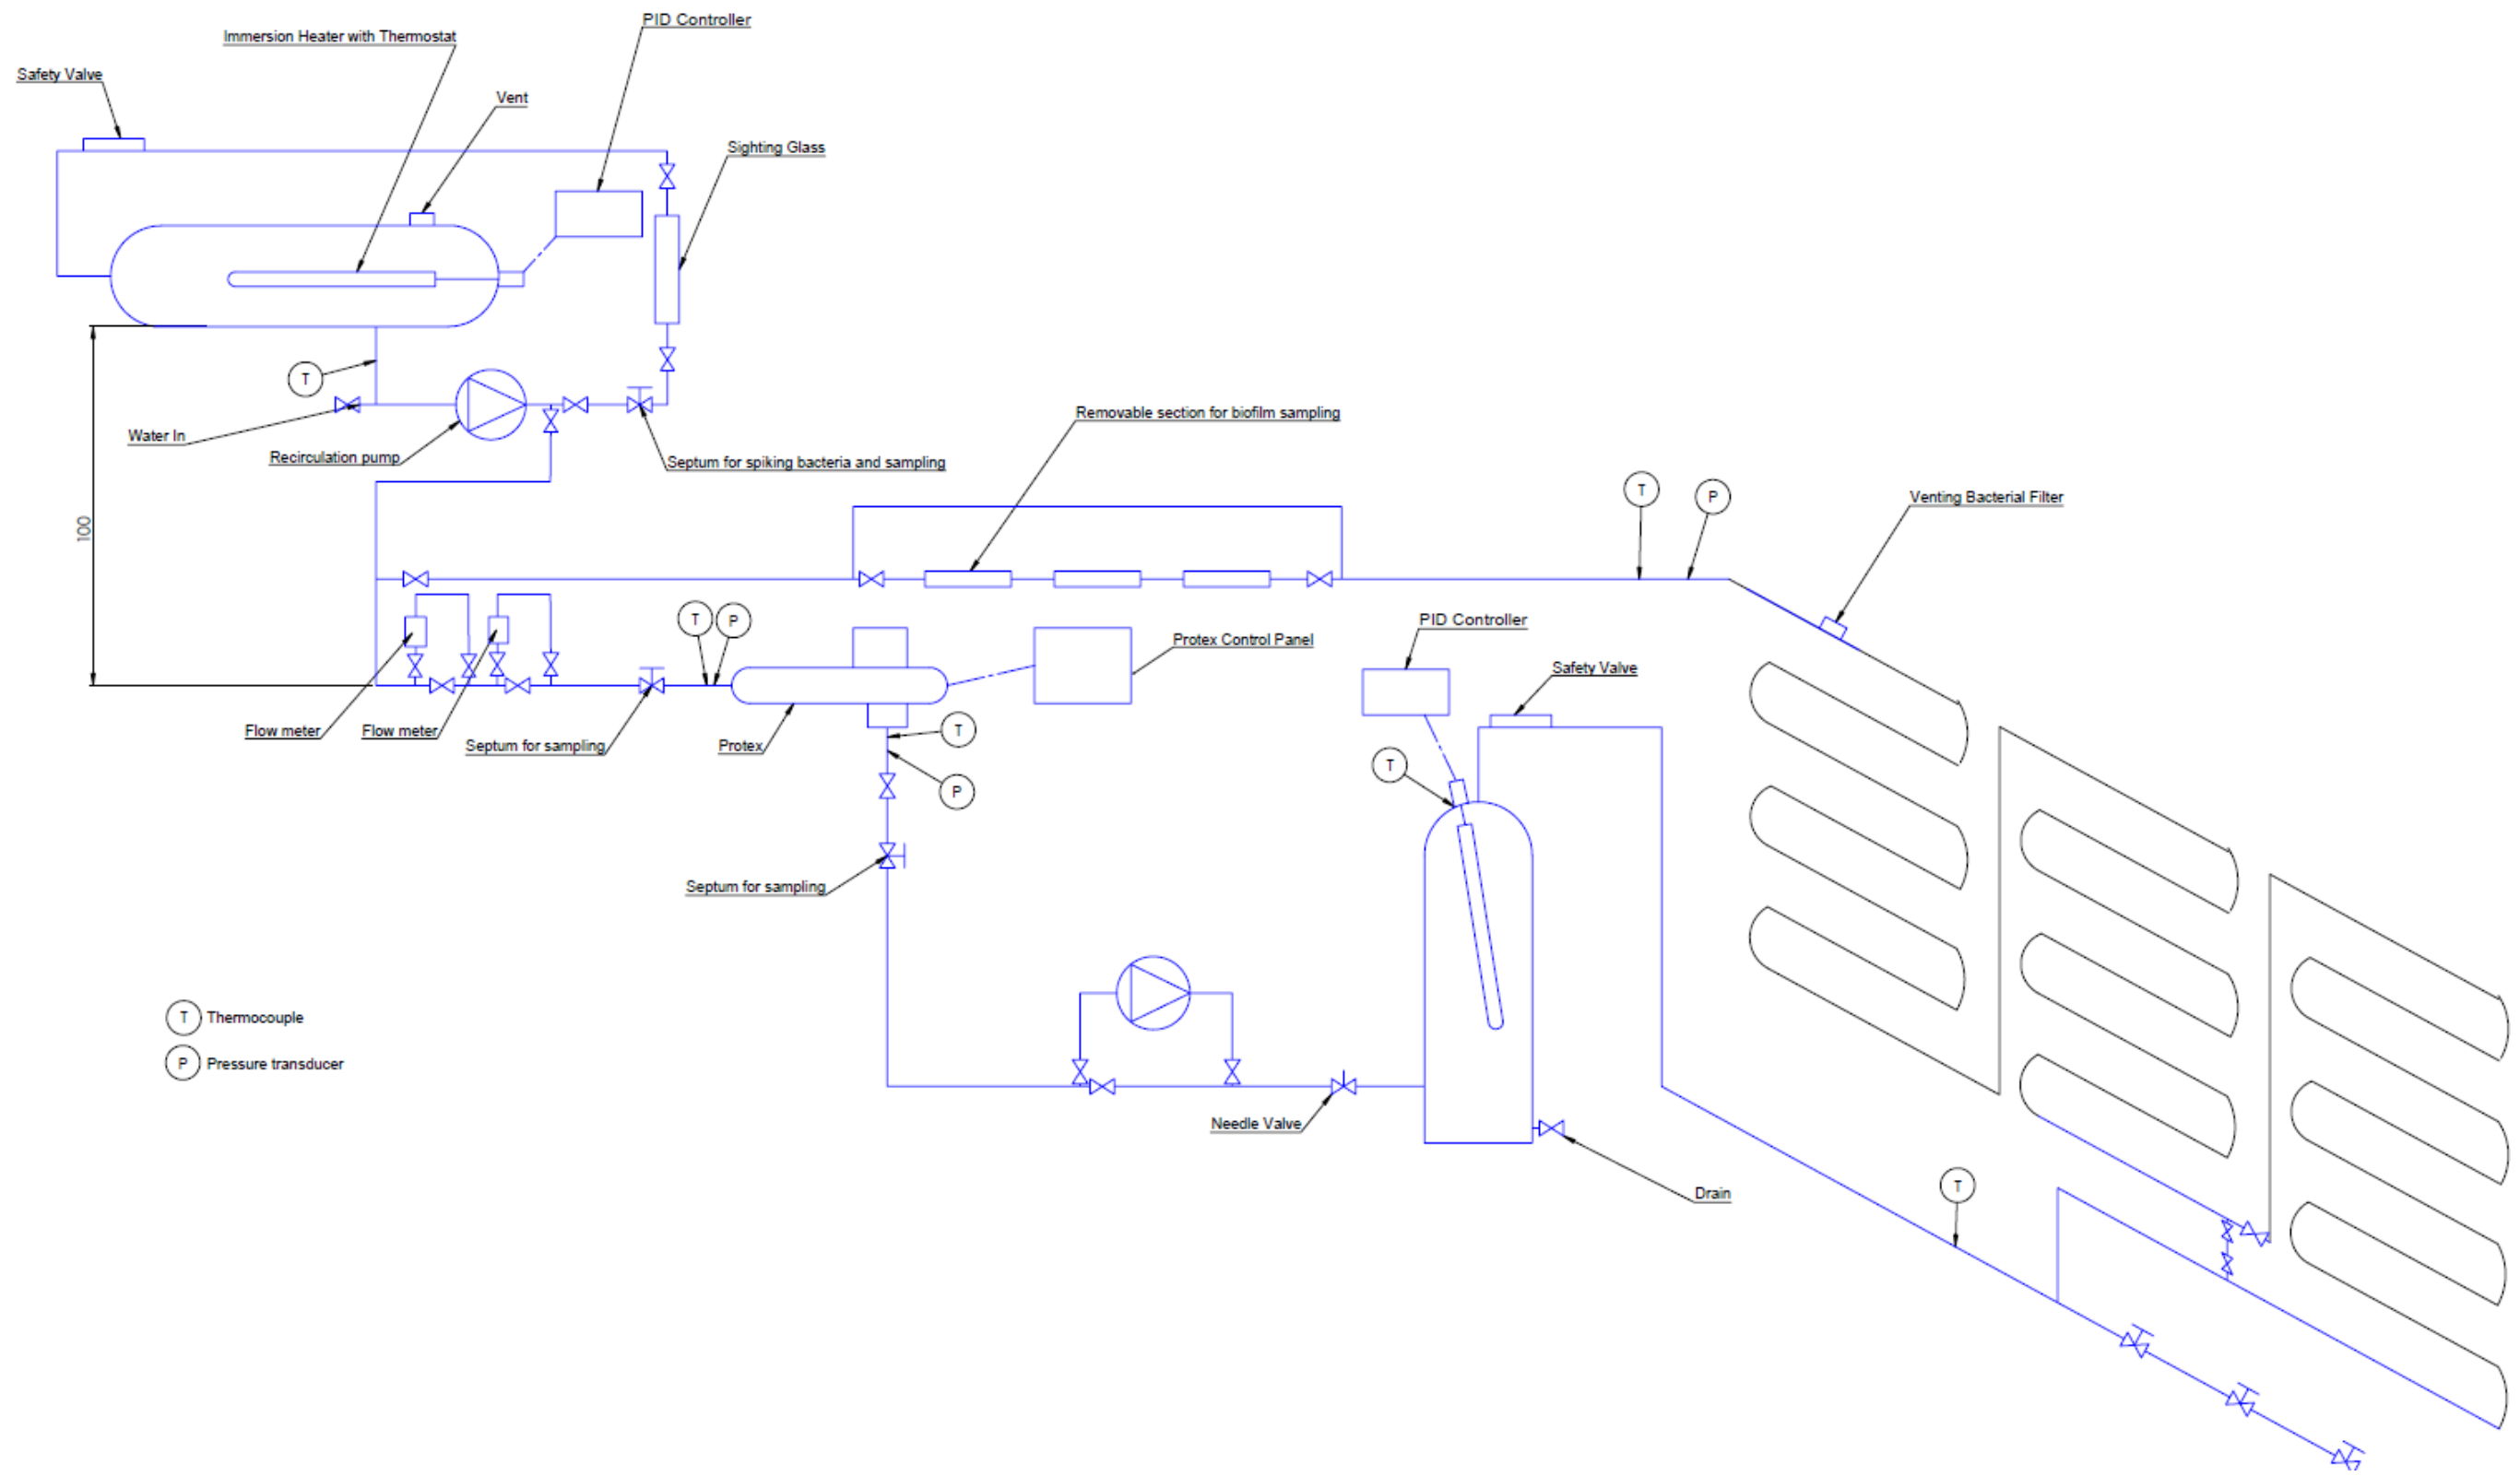 PID Controller
Immersion Heater with Thermostat
Safety Valve
Vent
Sighting Glass
T
Water In
Recirculation pump
Septum for spiking bacteria and sampling
Removable section for biofilm sampling
T
P
Venting Bacterial Filter
100
T
P
PID Controller
Protex Control Panel
Safety Valve
Flow meter
Flow meter
Septum for sampling
Protex
T
P
T
Septum for sampling
T Thermocouple
P Pressure transducer
Needle Valve
Drain
T